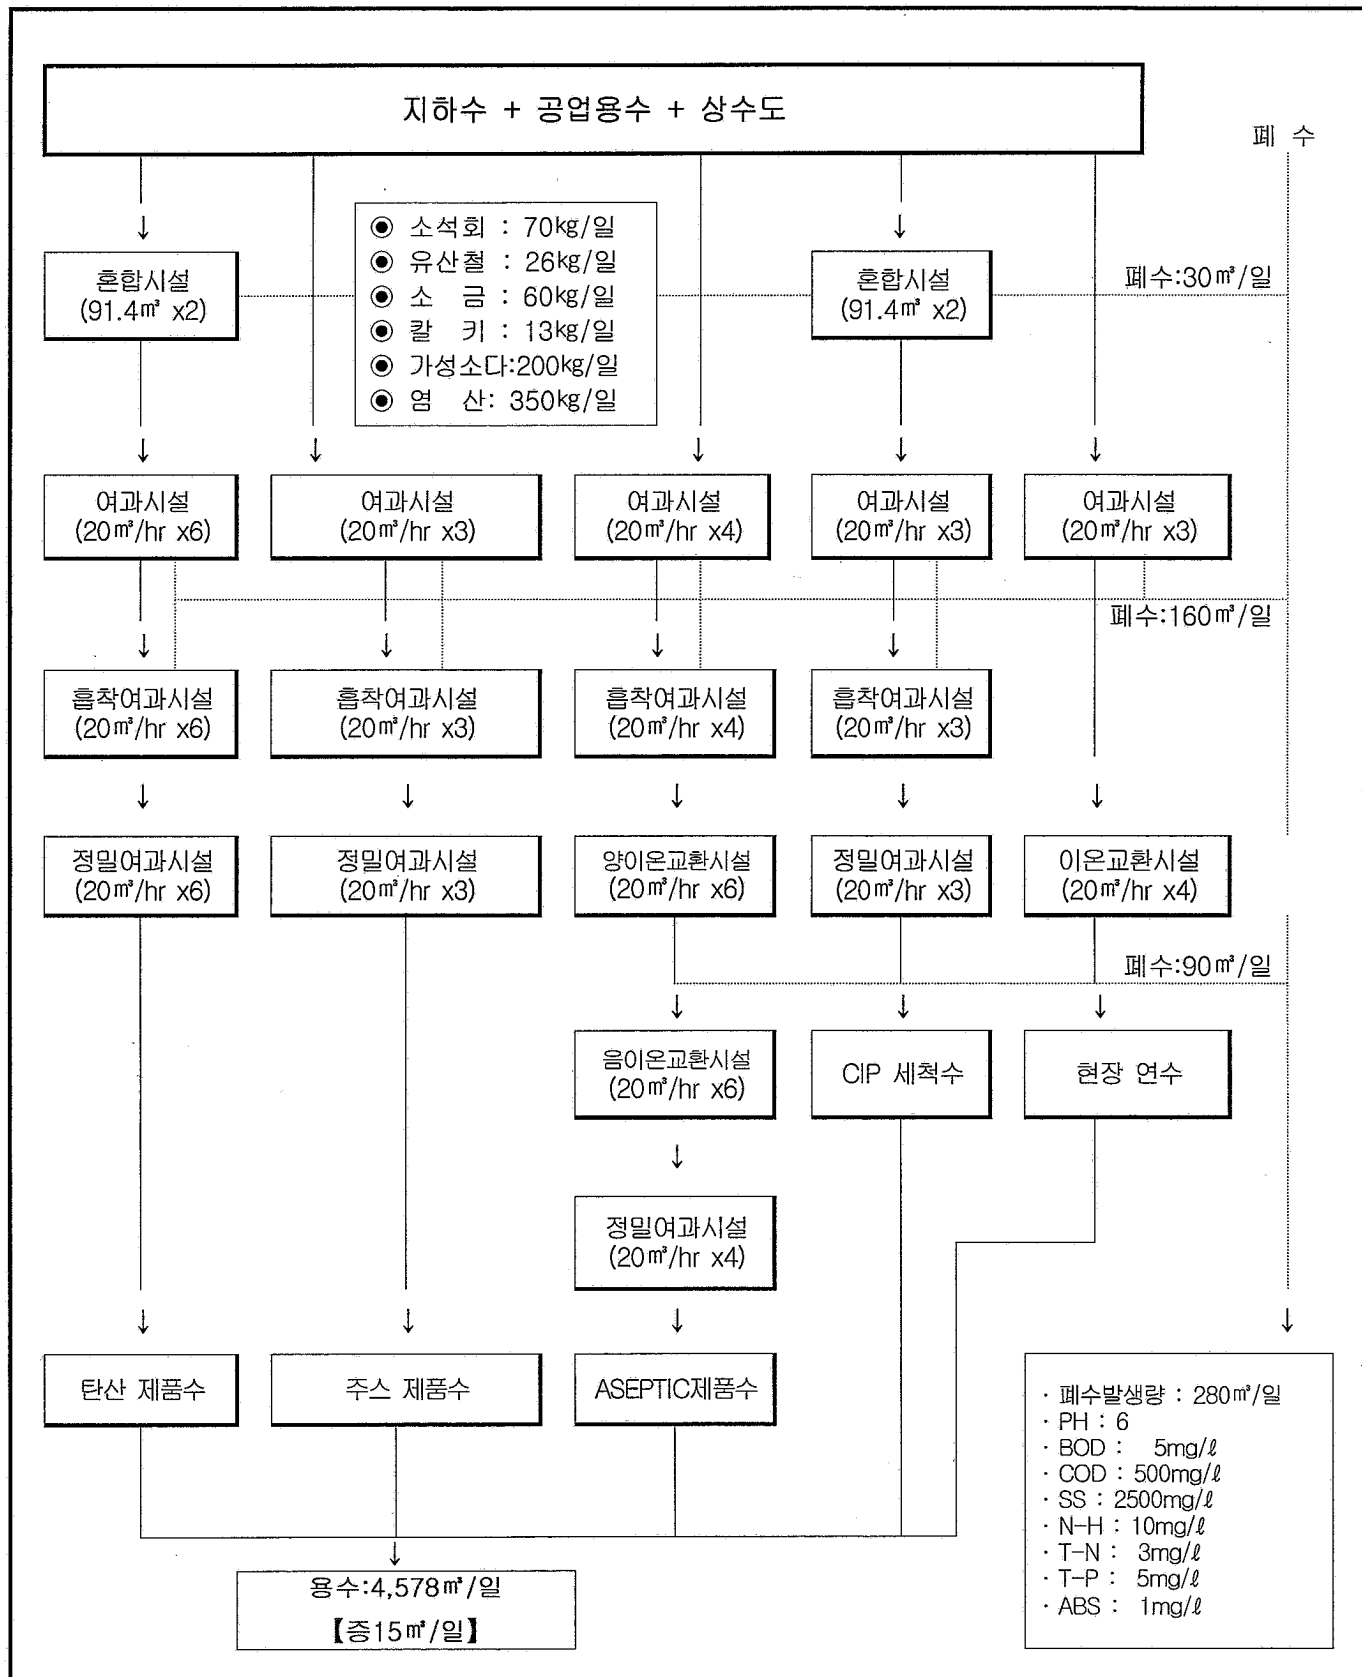 지하수 + 공업용수 + 상수도
폐 수
◉ 소석회 : 70kg/일
◉ 유산철 : 26kg/일
◉ 소 금 : 60kg/일
◉ 칼 키 : 13kg/일
◉ 가성소다:200kg/일
◉ 염 산: 350kg/일
혼합시설
(91.4㎥ x2)
혼합시설
(91.4㎥ x2)
폐수:30㎥/일
여과시설
(20㎥/hr x6)
여과시설
(20㎥/hr x3)
여과시설
(20㎥/hr x4)
여과시설
(20㎥/hr x3)
여과시설
(20㎥/hr x3)
폐수:160㎥/일
흡착여과시설
(20㎥/hr x6)
흡착여과시설
(20㎥/hr x3)
흡착여과시설
(20㎥/hr x4)
흡착여과시설
(20㎥/hr x3)
정밀여과시설
(20㎥/hr x6)
정밀여과시설
(20㎥/hr x3)
양이온교환시설
(20㎥/hr x6)
정밀여과시설
(20㎥/hr x3)
이온교환시설
(20㎥/hr x4)
폐수:90㎥/일
음이온교환시설
(20㎥/hr x6)
CIP 세척수
현장 연수
정밀여과시설
(20㎥/hr x4)
탄산 제품수
주스 제품수
ASEPTIC제품수
· 폐수발생량 : 280㎥/일
· PH : 6
· BOD : 5mg/ℓ
· COD : 500mg/ℓ
· SS : 2500mg/ℓ
· N-H : 10mg/ℓ
· T-N : 3mg/ℓ
· T-P : 5mg/ℓ
· ABS : 1mg/ℓ
용수:4,578㎥/일
【증15㎥/일】